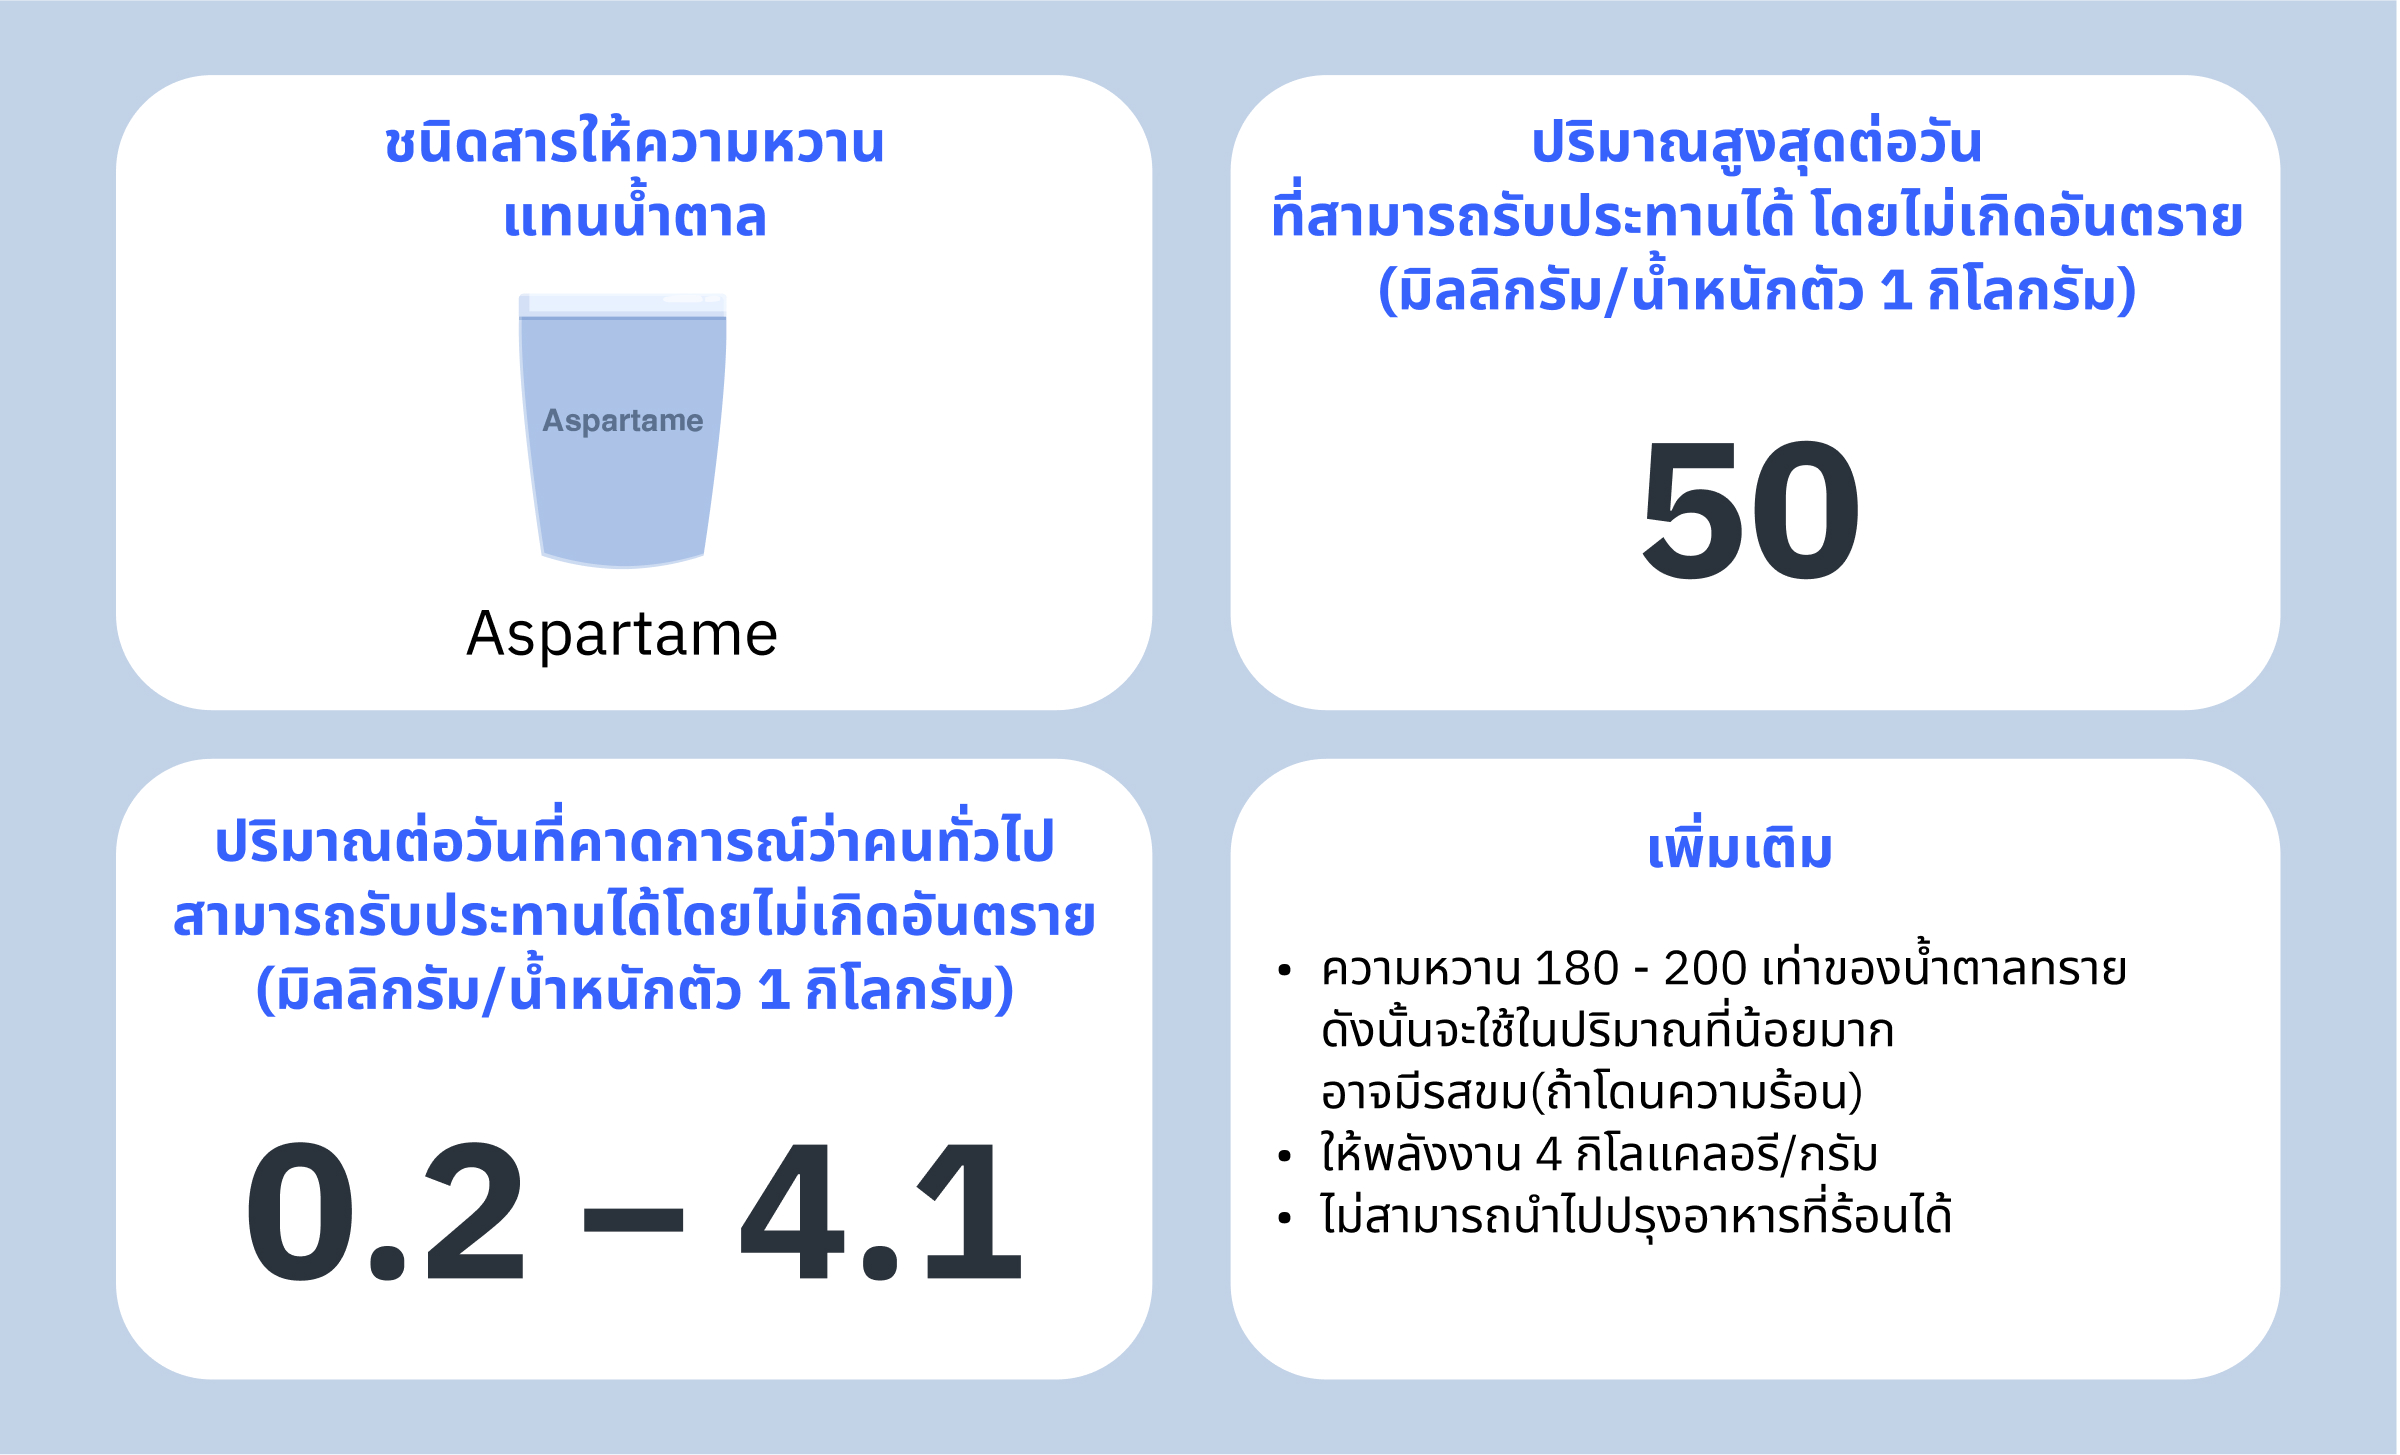 ชนิดสารให้ความหวาน
แทนน้ำตาล
Aspartame
Aspartame
ปริมาณสูงสุดต่อวัน
ที่สามารถรับประทานได้ โดยไม่เกิดอันตราย
(มิลลิกรัม/น้ำหนักตัว 1 กิโลกรัม)
50
ปริมาณต่อวันที่คาดการณ์ว่าคนทั่วไป
สามารถรับประทานได้โดยไม่เกิดอันตราย
(มิลลิกรัม/น้ำหนักตัว 1 กิโลกรัม)
0.2 – 4.1
เพิ่มเติม
• ความหวาน 180 - 200 เท่าของน้ำตาลทราย
ดังนั้นจะใช้ในปริมาณที่น้อยมาก
อาจมีรสขม(ถ้าโดนความร้อน)
• ให้พลังงาน 4 กิโลแคลอรี/กรัม
• ไม่สามารถนำไปปรุงอาหารที่ร้อนได้